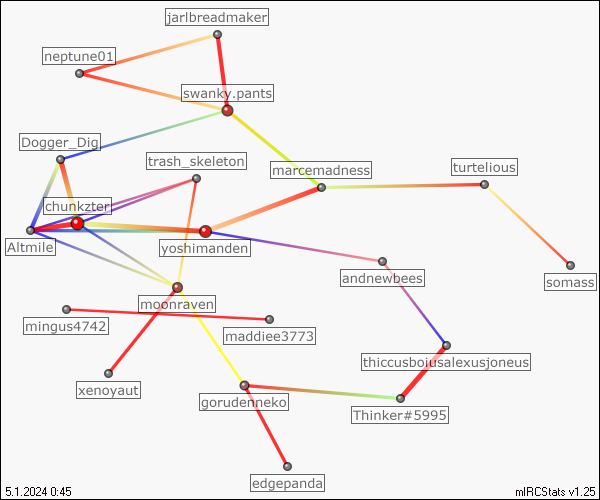 jarlbreadmaker
neptune01
swanky.pants
Dogger_Dig
trash_skeleton
marcemadness
turtelious
chunkzter
Altmile
yoshimanden
andnewbees
somass
moonraven
mingus4742
maddiee3773
thiccusboiusalexusjoneus
xenoyaut
gorudenneko
Thinker#5995
edgepanda
5.1.2024 0:45
mIRCStats v1.25